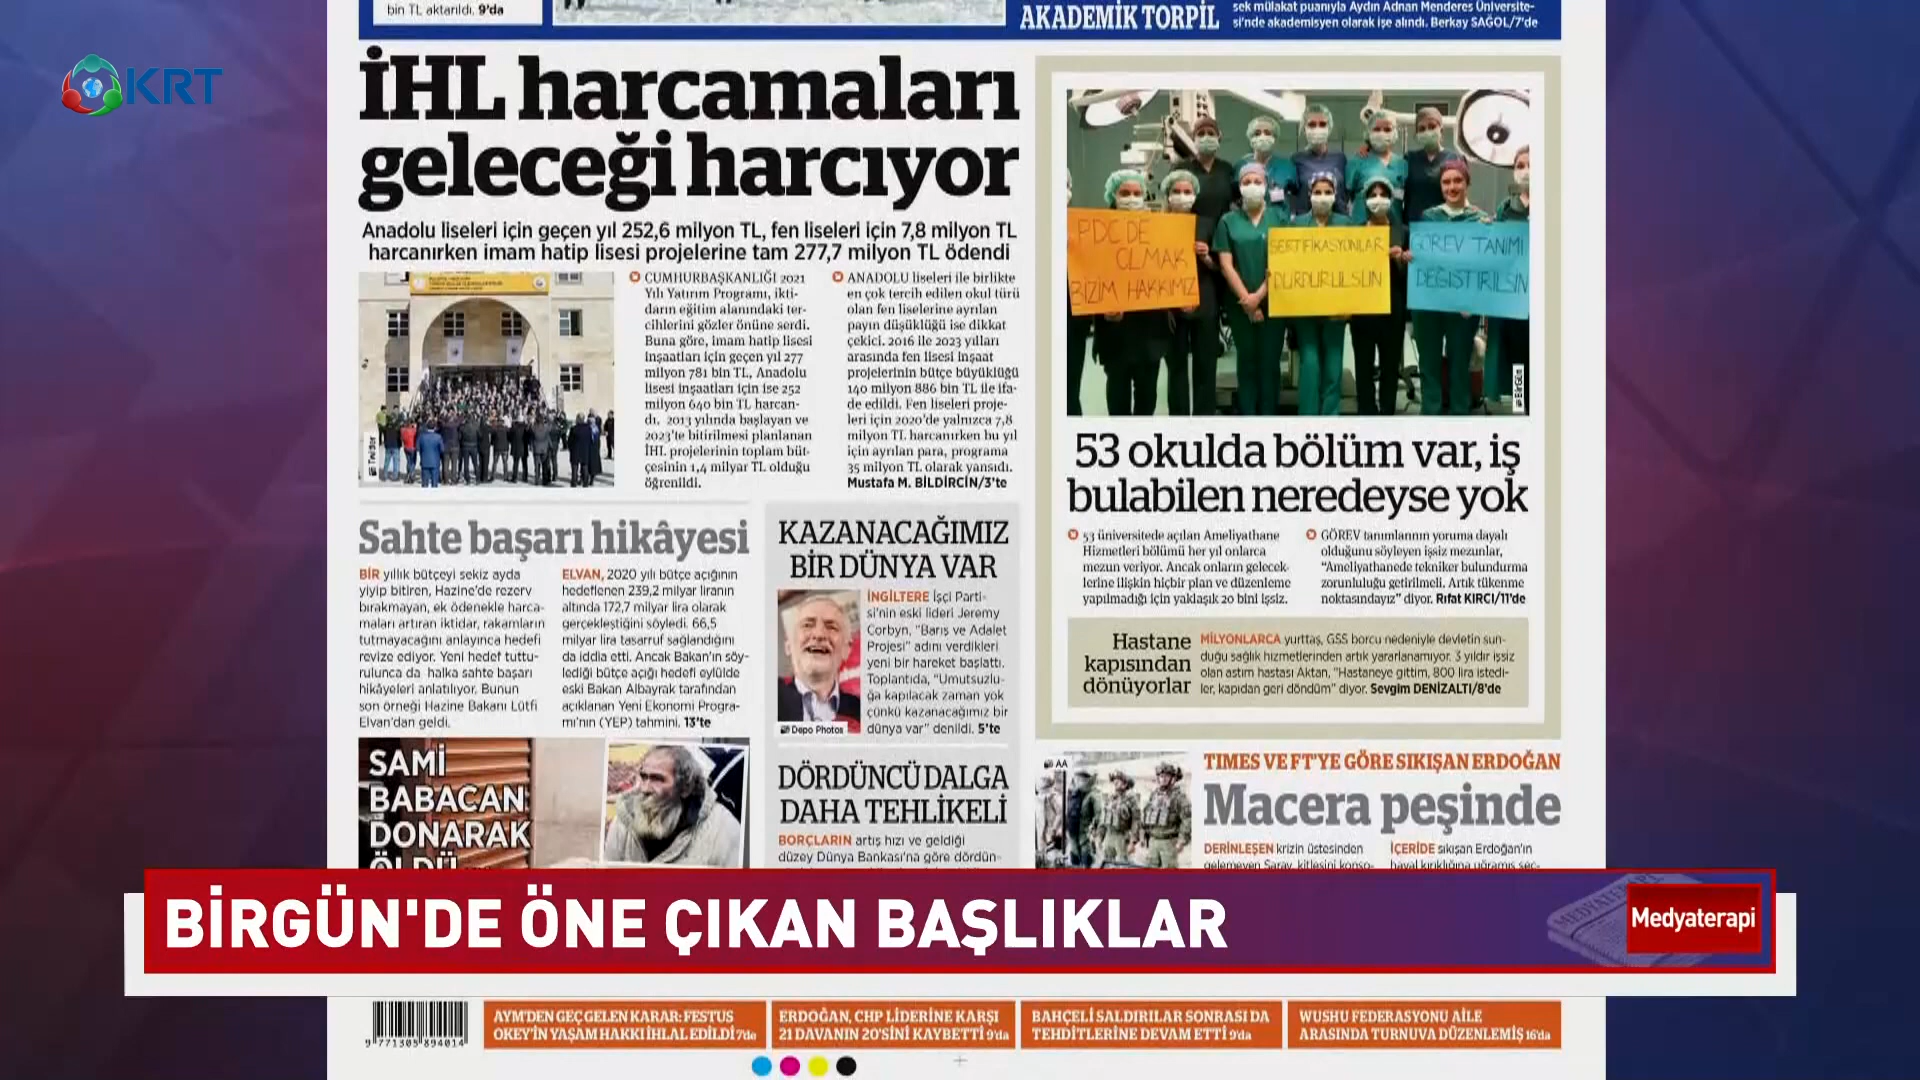 bin TL aktarıldı. 9'da
AKADEMİK TORPİL
sek mülakat puanıyla Aydın Adnan Menderes Üniversite-
si'nde akademisyen olarak işe alındı. Berkay SAĞOL/7'de
KRT
İHL harcamaları
geleceği harcıyor
Anadolu liseleri için geçen yıl 252,6 milyon TL, fen liseleri için 7,8 milyon TL
harcanırken imam hatip lisesi projelerine tam 277,7 milyon TL ödendi
Twitter
CUMHURBAŞKANLIĞI 2021
Yılı Yatırım Programı, ikti-
darın eğitim alanındaki ter-
cihlerini gözler önüne serdi.
Buna göre, imam hatip lisesi
inşaatları için geçen yıl 277
milyon 781 bin TL, Anadolu
lisesi inşaatları için ise 252
milyon 640 bin TL harcan-
dı. 2013 yılında başlayan ve
2023'te bitirilmesi planlanan
İHL projelerinin toplam büt-
çesinin 1,4 milyar TL olduğu
öğrenildi.
ANADOLU liseleri ile birlikte
en çok tercih edilen okul türü
olan fen liselerine ayrılan
payın düşüklüğü ise dikkat
çekici. 2016 ile 2023 yılları
arasında fen lisesi inşaat
projelerinin bütçe büyüklüğü
140 milyon 886 bin TL ile ifa-
de edildi. Fen liseleri proje-
leri için 2020'de yalnızca 7,8
milyon TL harcanırken bu yıl
için ayrılan para, programa
35 milyon TL olarak yansıdı.
Mustafa M. BİLDİRCİN/3'te
PDC DE
OLMAK
BİZİM HAKKIMIZ
SERTİFİKASYONLAR
DURDURULSUN
GÖREV TANIMI
DEĞİŞTİRİLSİN
BirGün
53 okulda bölüm var, iş
bulabilen neredeyse yok
53 üniversitede açılan Ameliyathane
Hizmetleri bölümü her yıl onlarca
mezun veriyor. Ancak onların gelecek-
lerine ilişkin hiçbir plan ve düzenleme
yapılmadığı için yaklaşık 20 bini işsiz.
GÖREV tanımlarının yoruma dayalı
olduğunu söyleyen işsiz mezunlar,
"Ameliyathanede tekniker bulundurma
zorunluluğu getirilmeli. Artık tükenme
noktasındayız" diyor. Rıfat KIRCI/11'de
Hastane
kapısından
dönüyorlar
MİLYONLARCA yurttaş, GSS borcu nedeniyle devletin sun-
duğu sağlık hizmetlerinden artık yararlanamıyor. 3 yıldır işsiz
olan astım hastası Aktan, "Hastaneye gittim, 800 lira istedi-
ler, kapıdan geri döndüm" diyor. Sevgim DENİZALTI/8'de
Sahte başarı hikâyesi
BİR yıllık bütçeyi sekiz ayda
yiyip bitiren, Hazine'de rezerv
bırakmayan, ek ödenekle harca-
maları artıran iktidar, rakamların
tutmayacağını anlayınca hedefi
revize ediyor. Yeni hedef tuttu-
rulunca da halka sahte başarı
hikâyeleri anlatılıyor. Bunun
son örneği Hazine Bakanı Lütfi
Elvan'dan geldi.
ELVAN, 2020 yılı bütçe açığının
hedeflenen 239,2 milyar liranın
altında 172,7 milyar lira olarak
gerçekleştiğini söyledi. 66,5
milyar lira tasarruf sağlandığını
da iddia etti. Ancak Bakan'ın söy-
lediği bütçe açığı hedefi eylülde
eski Bakan Albayrak tarafından
açıklanan Yeni Ekonomi Progra-
mı'nın (YEP) tahmini. 13'te
KAZANACAĞIMIZ
BİR DÜNYA VAR
Depo Photos
İNGİLTERE İşçi Parti-
si'nin eski lideri Jeremy
Corbyn, "Barış ve Adalet
Projesi" adını verdikleri
yeni bir hareket başlattı.
Toplantıda, "Umutsuzlu-
ğa kapılacak zaman yok
çünkü kazanacağımız bir
dünya var" denildi. 5'te
SAMİ
BABACAN
DONARAK
ÖLDÜ
DÖRDÜNCÜ DALGA
DAHA TEHLİKELİ
BORÇLARIN artış hızı ve geldiği
düzey Dünya Bankası'na göre dördün-
AA
TIMES VE FT'YE GÖRE SIKIŞAN ERDOĞAN
Macera peşinde
DERİNLEŞEN krizin üstesinden
gelemeyen Saray, kitlesini konso-
İÇERİDE sıkışan Erdoğan'ın
hayal kırıklığına uğramış seç-
BİRGÜN'DE ÖNE ÇIKAN BAŞLIKLAR
MEDYATERAPİ
Medyaterapi
9 771305 894014
AYM'DEN GEÇ GELEN KARAR: FESTUS
OKEY'İN YAŞAM HAKKI İHLAL EDİLDİ 7'de
ERDOĞAN, CHP LİDERİNE KARŞI
21 DAVANIN 20'SİNİ KAYBETTİ 9'da
BAHÇELİ SALDIRILAR SONRASI DA
TEHDİTLERİNE DEVAM ETTİ 9'da
WUSHU FEDERASYONU AİLE
ARASINDA TURNUVA DÜZENLEMİŞ 16'da